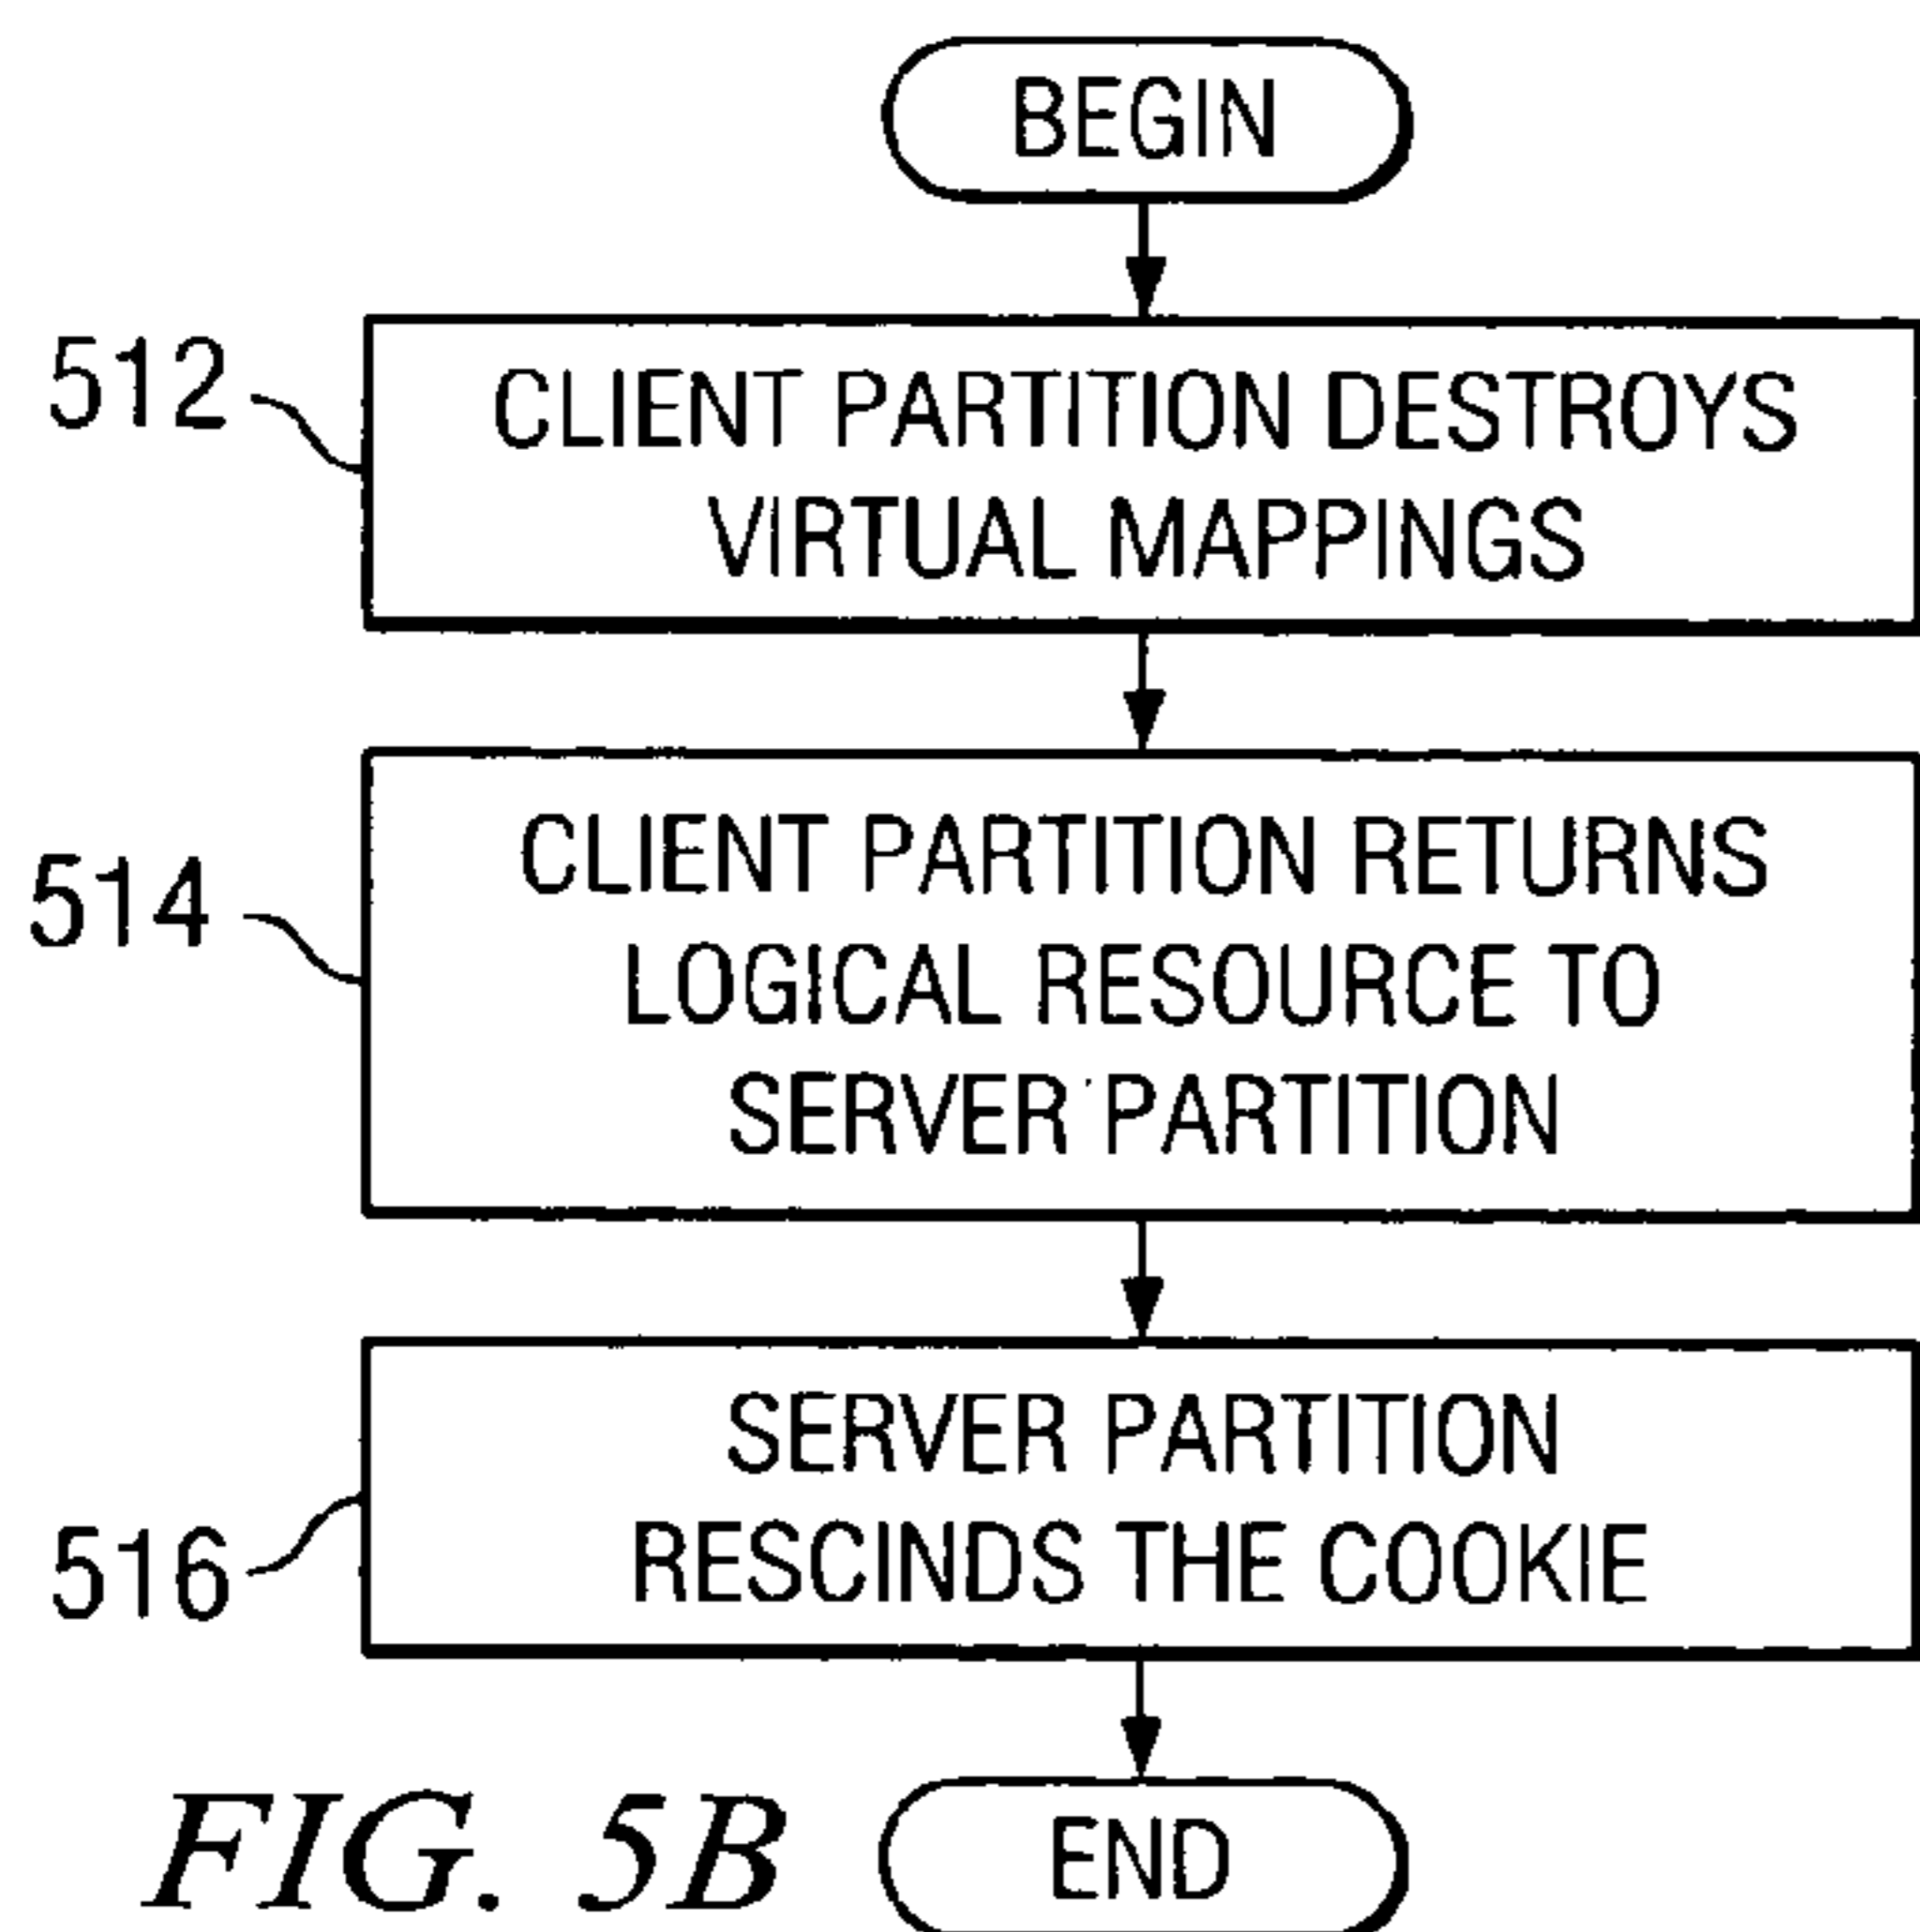 BEGIN
512
CLIENT PARTITION DESTROYS
VIRTUAL MAPPINGS
514
CLIENT PARTITION RETURNS
LOGICAL RESOURCE TO
SERVER PARTITION
516
SERVER PARTITION
RESCINDS THE COOKIE
END
FIG. 5B